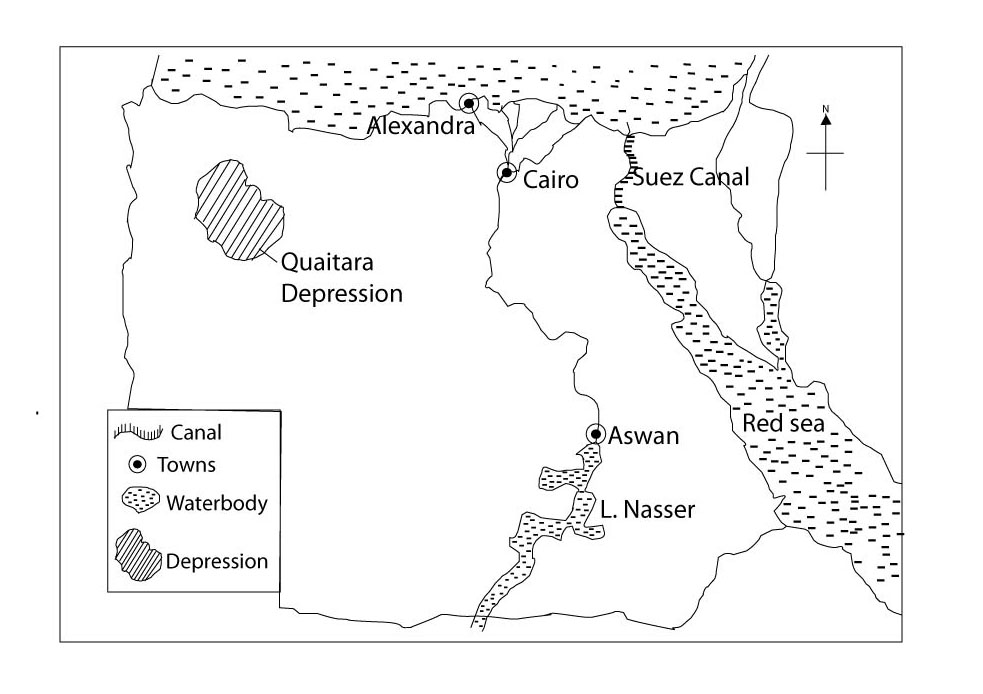 N
Alexandra
Cairo
Suez Canal
Quaitara
Depression
Red sea
Aswan
L. Nasser
Canal
Towns
Waterbody
Depression